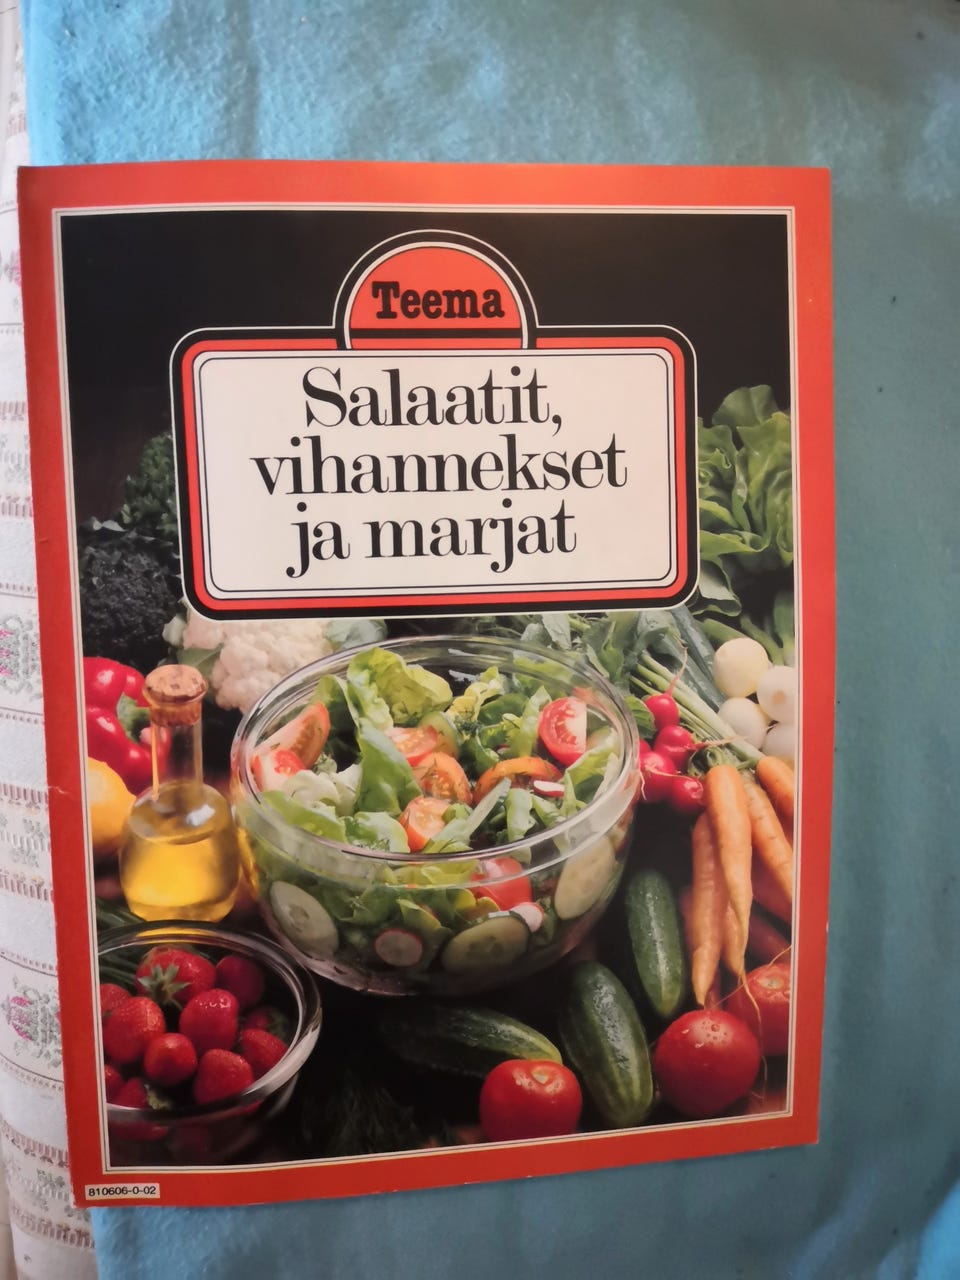 Teema
Salaatit,
vihannekset
ja marjat
810606-0-02